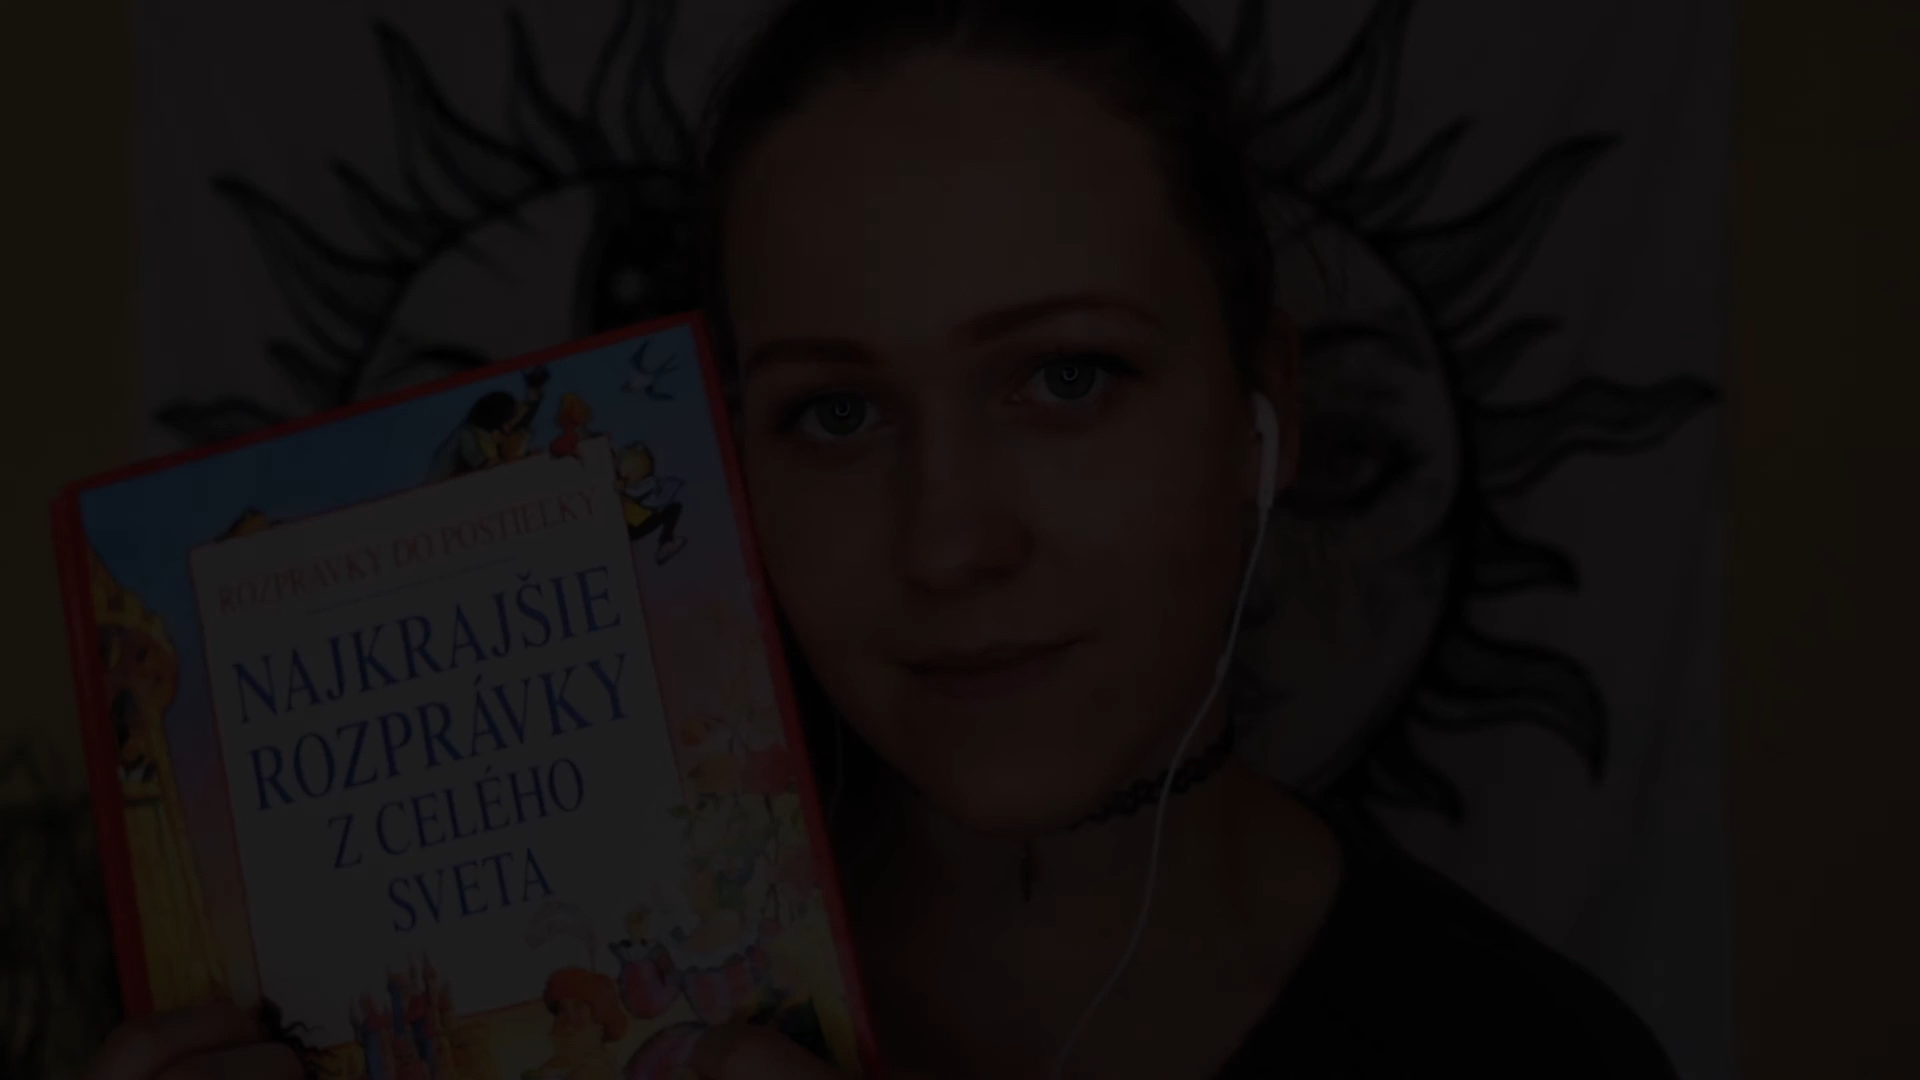 ROZPRÁVKY DO POSTIEĽKY
NAJKRAJŠIE
ROZPRÁVKY
Z CELÉHO
SVETA